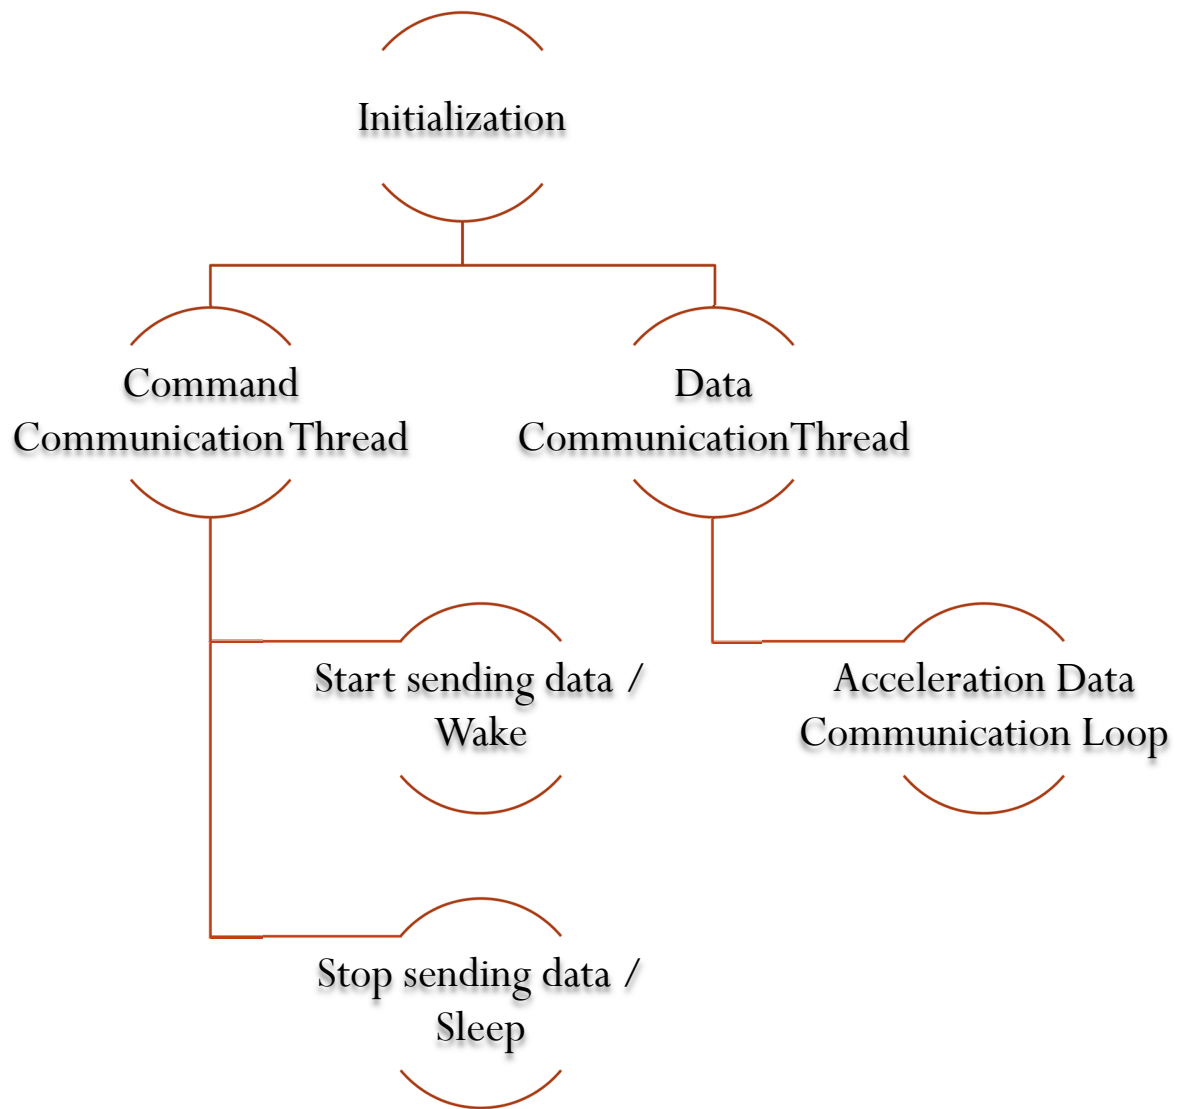 Initialization
Command
Communication Thread
Data
CommunicationThread
Start sending data /
Wake
Acceleration Data
Communication Loop
Stop sending data /
Sleep